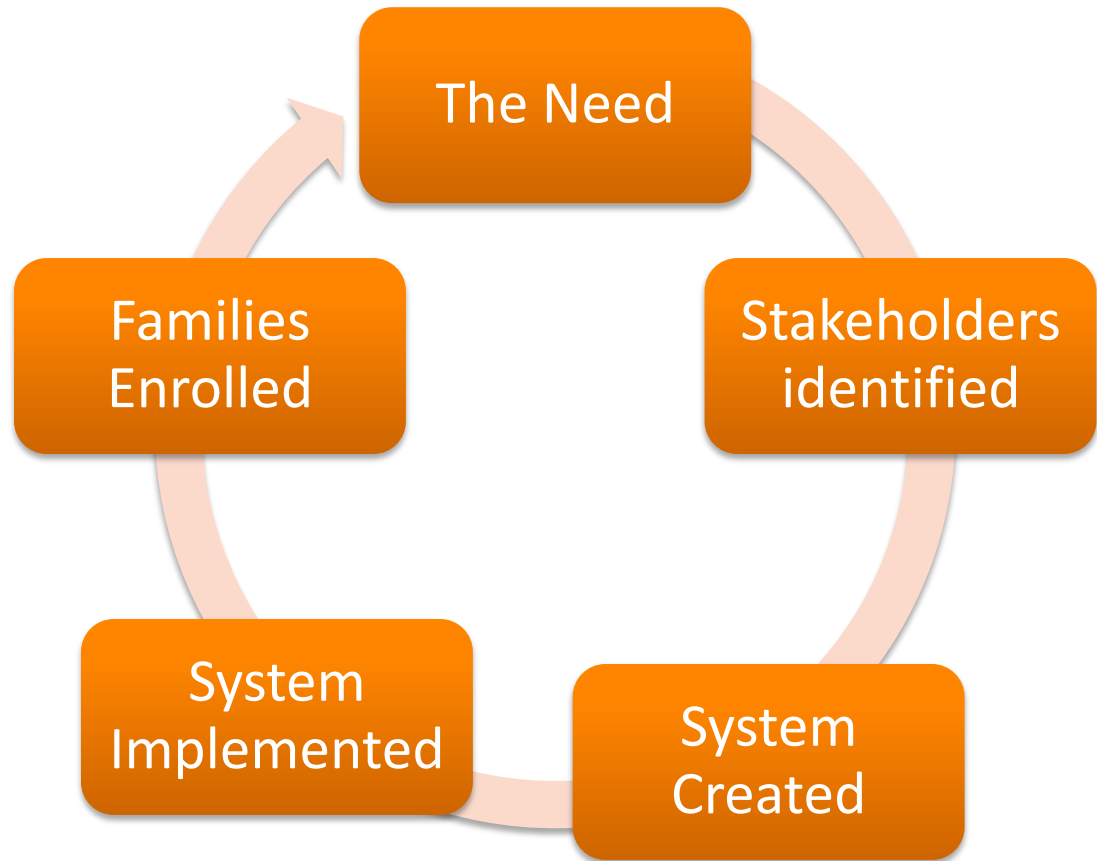 The Need
Stakeholders
identified
System
Created
System
Implemented
Families
Enrolled